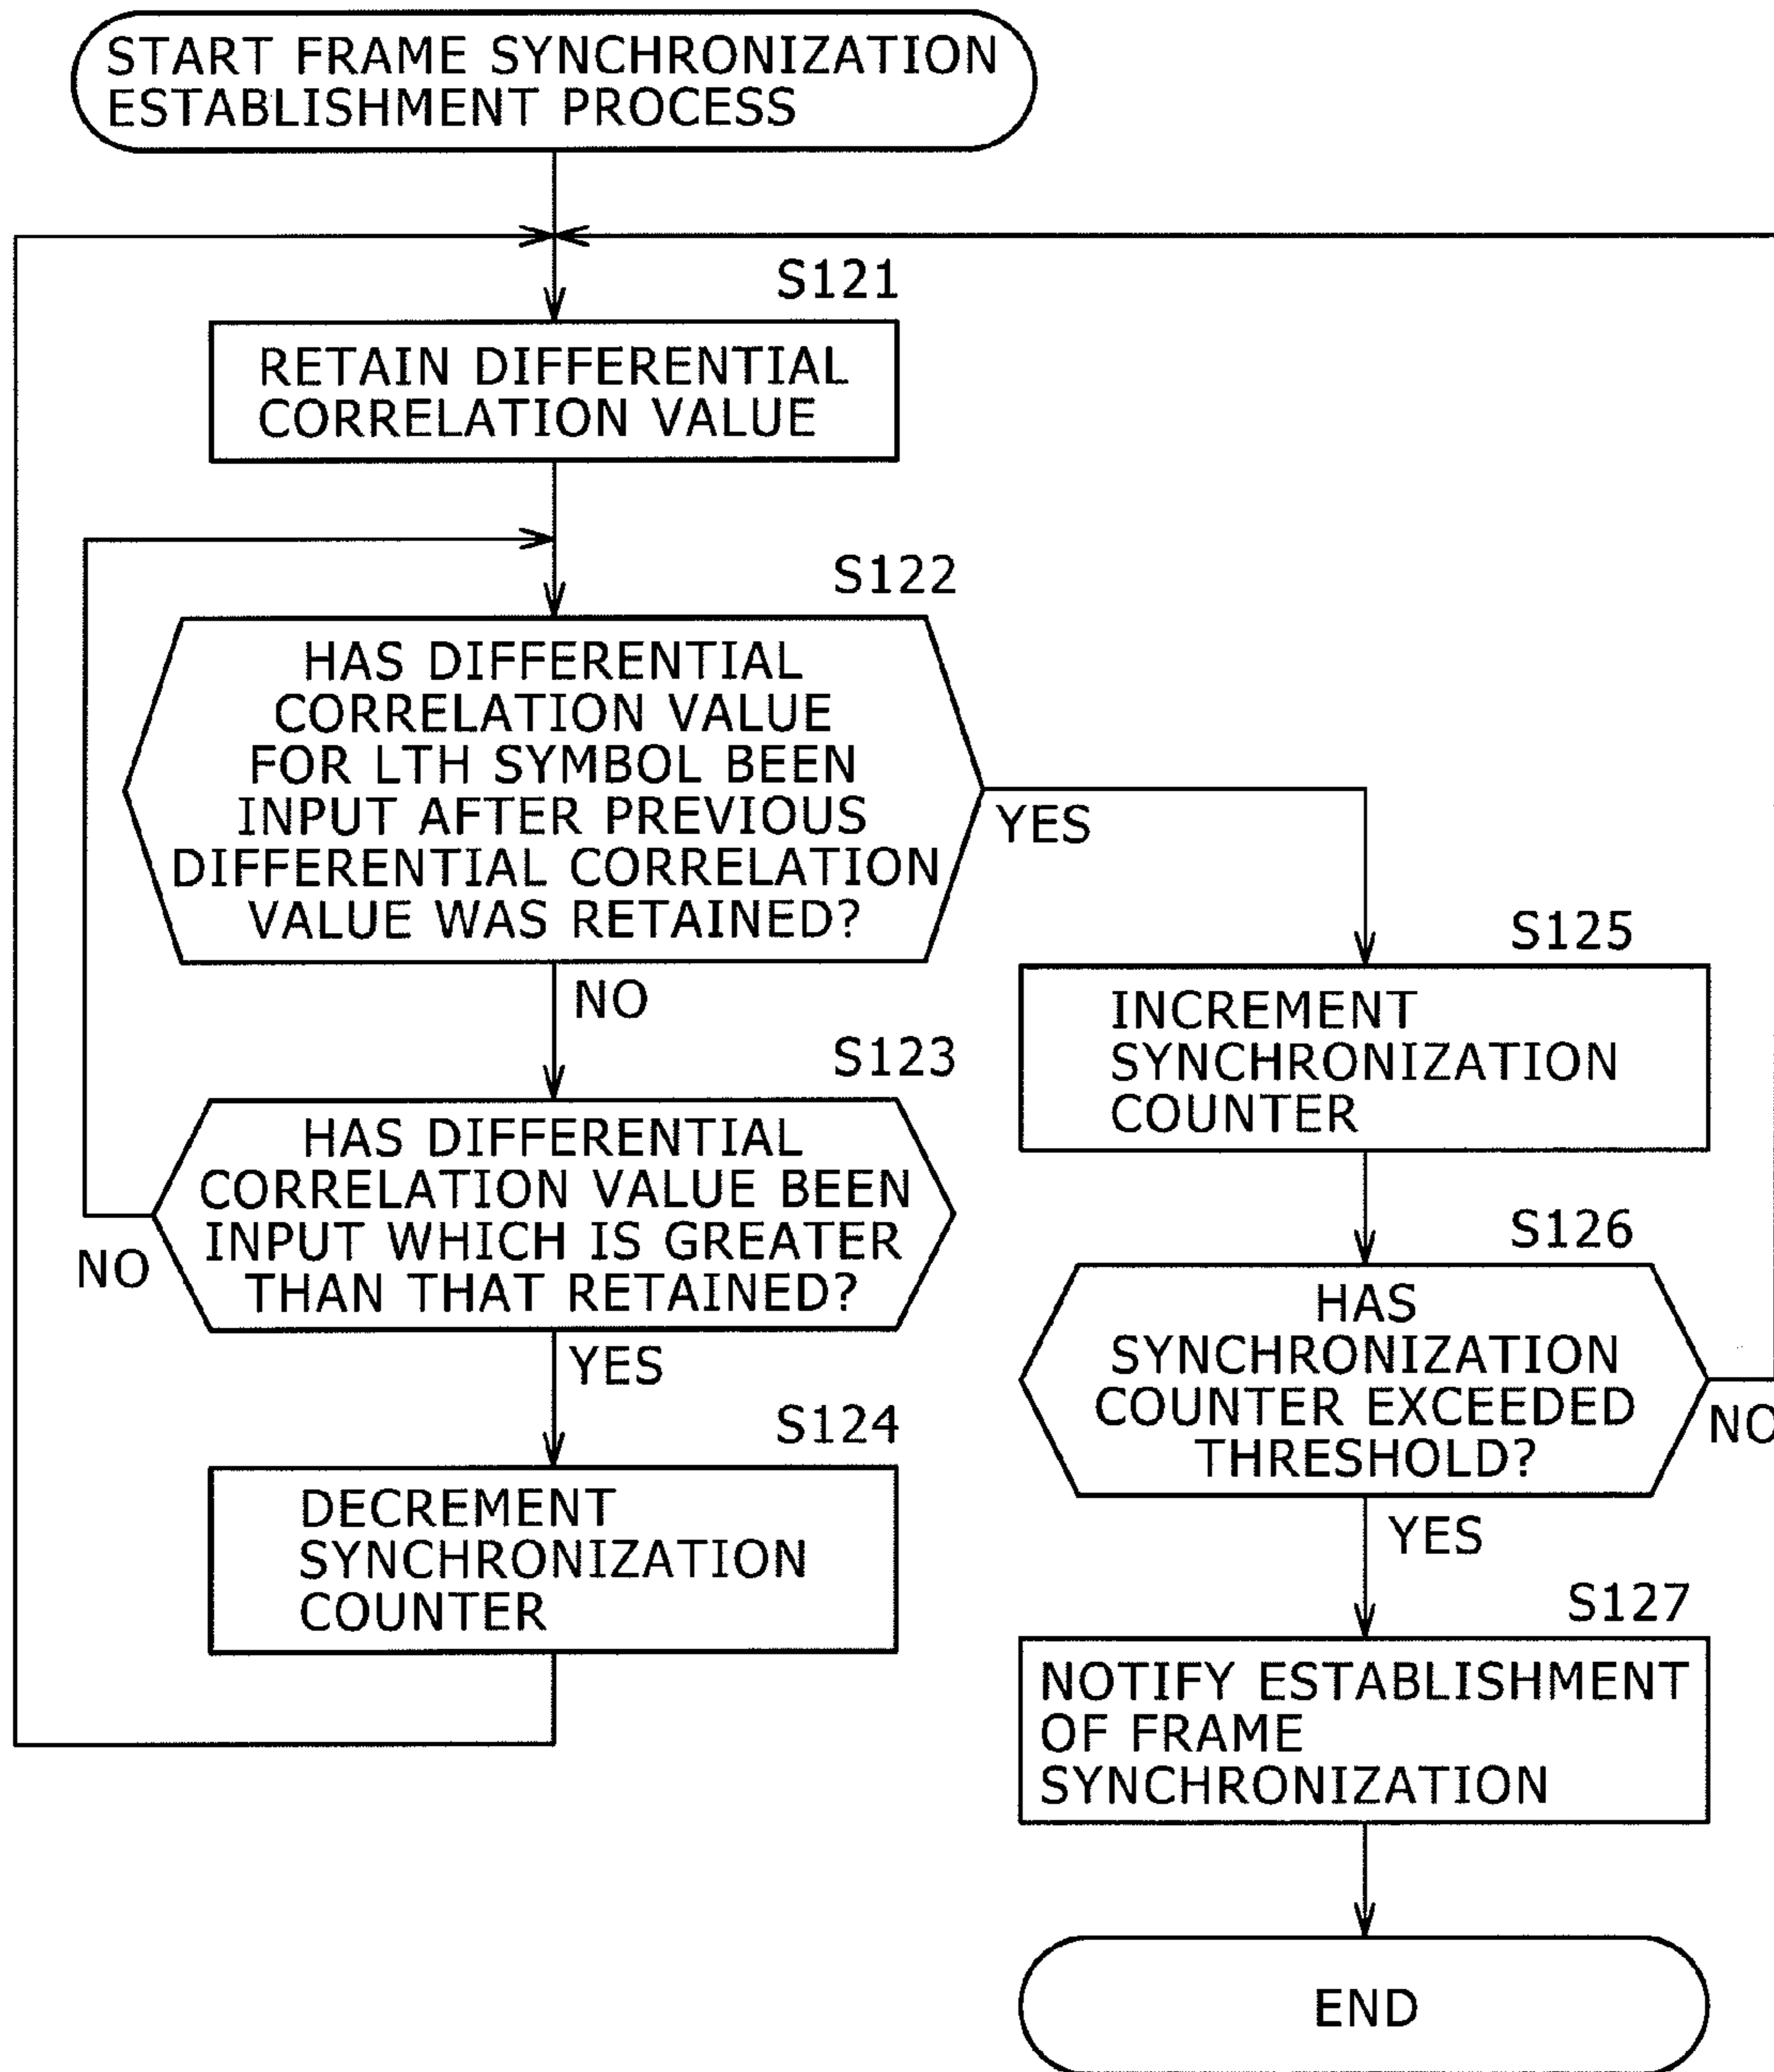 START FRAME SYNCHRONIZATION
ESTABLISHMENT PROCESS
S121
RETAIN DIFFERENTIAL
CORRELATION VALUE
S122
HAS DIFFERENTIAL
CORRELATION VALUE
FOR LTH SYMBOL BEEN
INPUT AFTER PREVIOUS
DIFFERENTIAL CORRELATION
VALUE WAS RETAINED?
YES
NO
S123
HAS DIFFERENTIAL
CORRELATION VALUE BEEN
INPUT WHICH IS GREATER
THAN THAT RETAINED?
NO
YES
S124
DECREMENT
SYNCHRONIZATION
COUNTER
S125
INCREMENT
SYNCHRONIZATION
COUNTER
S126
HAS
SYNCHRONIZATION
COUNTER EXCEEDED
THRESHOLD?
NO
YES
S127
NOTIFY ESTABLISHMENT
OF FRAME
SYNCHRONIZATION
END